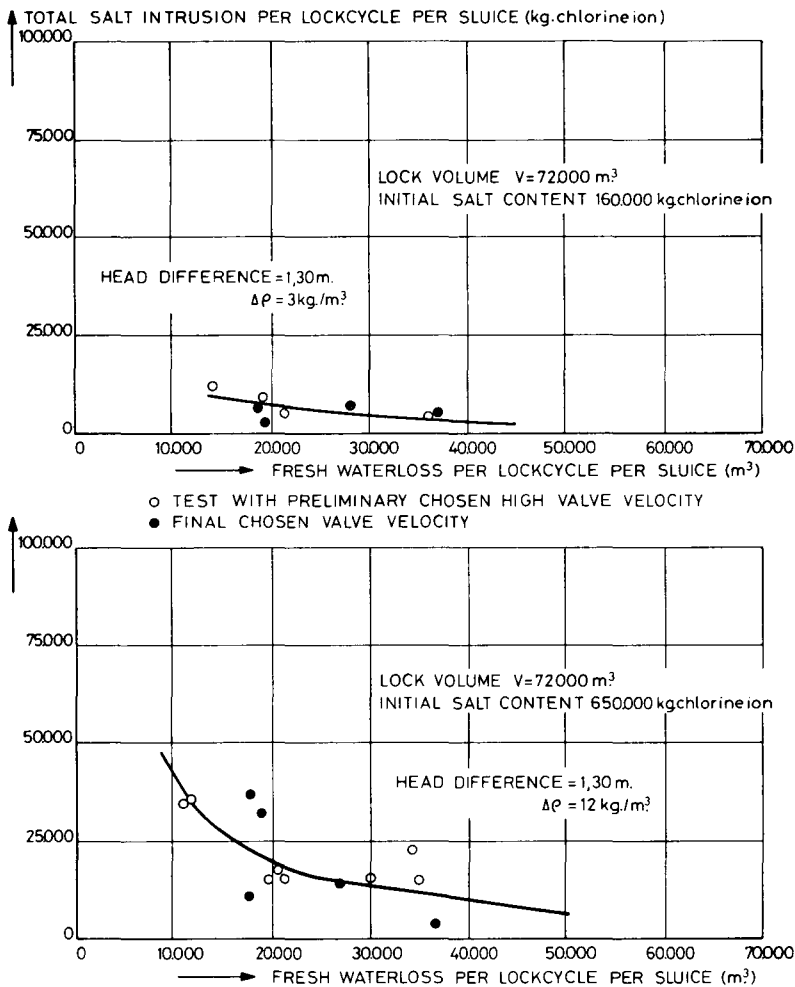 TOTAL SALT INTRUSION PER LOCKCYCLE PER SLUICE (kg.chlorine ion)
100.000
75.000
LOCK VOLUME V=72.000 m³
INITIAL SALT CONTENT 160.000 kg.chlorine ion
50.000
HEAD DIFFERENCE = 1,30 m.
Δρ = 3 kg./m³
25.000
0
0 10.000 20.000 30.000 40.000 50.000 60.000 70.000
FRESH WATERLOSS PER LOCKCYCLE PER SLUICE (m³)
○ TEST WITH PRELIMINARY CHOSEN HIGH VALVE VELOCITY
● FINAL CHOSEN VALVE VELOCITY
100.000
75.000
LOCK VOLUME V=72000 m³
INITIAL SALT CONTENT 650.000 kg.chlorine ion
50.000
HEAD DIFFERENCE = 1,30 m.
Δρ = 12 kg./m³
25.000
0
0 10.000 20.000 30.000 40.000 50.000 60.000 70.000
FRESH WATERLOSS PER LOCKCYCLE PER SLUICE (m³)